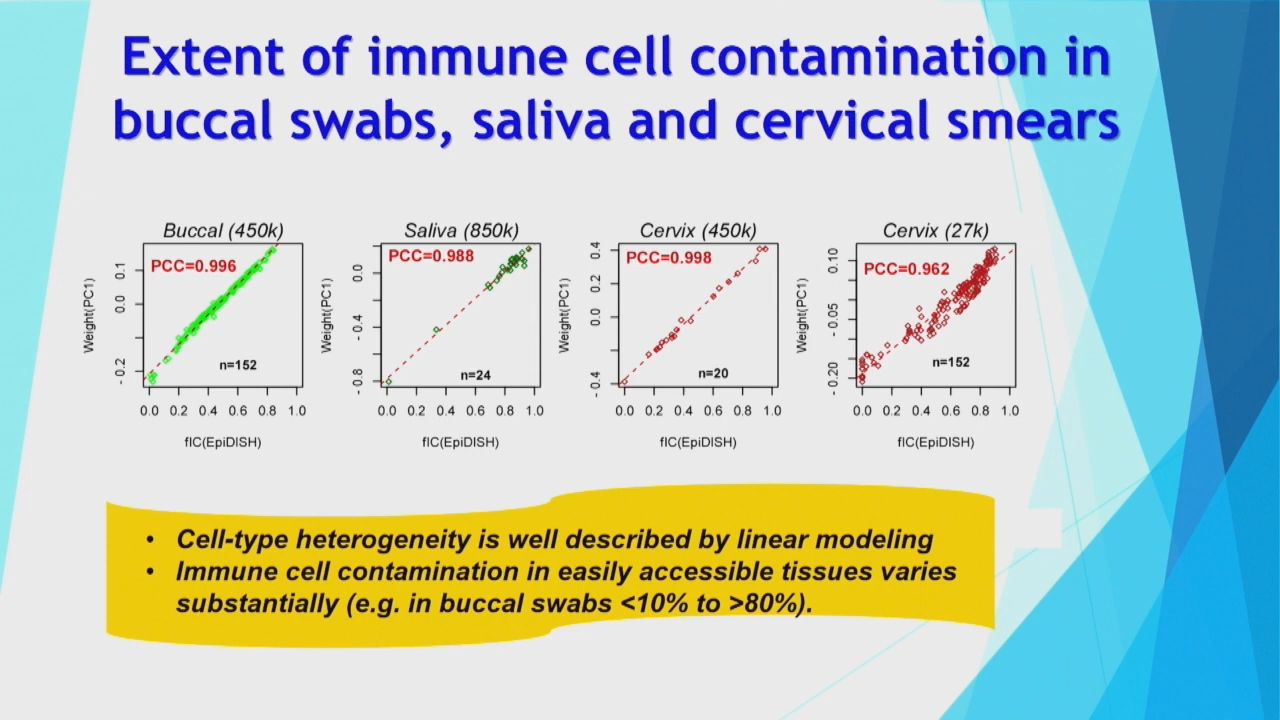 Extent of immune cell contamination in
buccal swabs, saliva and cervical smears
Buccal (450k)
PCC=0.996
n=152
Weight(PC1)
0.1
0.0
- 0.2
0.0 0.2 0.4 0.6 0.8 1.0
fIC(EpiDISH)
Saliva (850k)
PCC=0.988
n=24
Weight(PC1)
0.0
- 0.4
- 0.8
0.0 0.2 0.4 0.6 0.8 1.0
fIC(EpiDISH)
Cervix (450k)
PCC=0.998
n=20
Weight(PC1)
0.4
0.2
0.0
- 0.4
0.0 0.2 0.4 0.6 0.8 1.0
fIC(EpiDISH)
Cervix (27k)
PCC=0.962
n=152
Weight(PC1)
0.10
- 0.05
- 0.20
0.0 0.2 0.4 0.6 0.8 1.0
fIC(EpiDISH)
• Cell-type heterogeneity is well described by linear modeling
• Immune cell contamination in easily accessible tissues varies
substantially (e.g. in buccal swabs <10% to >80%).